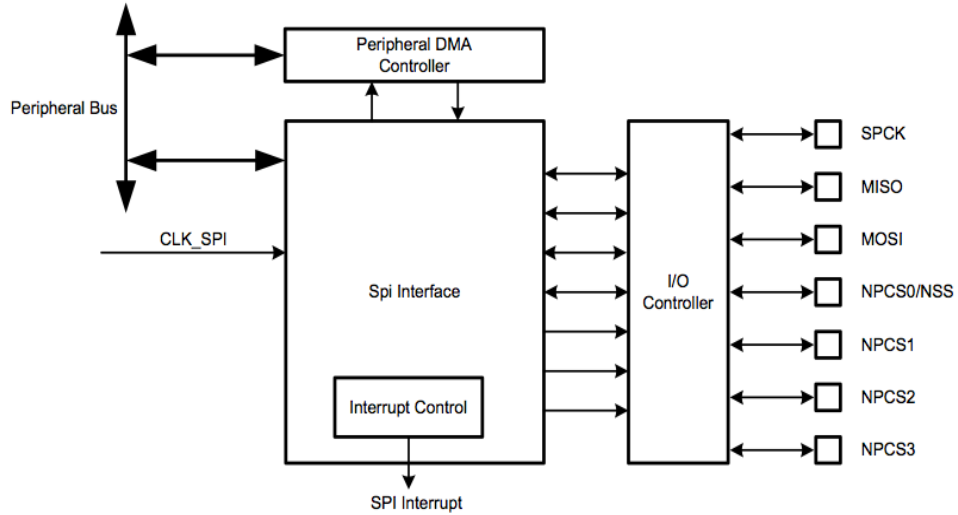 Peripheral DMA
Controller
Peripheral Bus
CLK_SPI
Spi Interface
Interrupt Control
SPI Interrupt
I/O
Controller
SPCK
MISO
MOSI
NPCS0/NSS
NPCS1
NPCS2
NPCS3